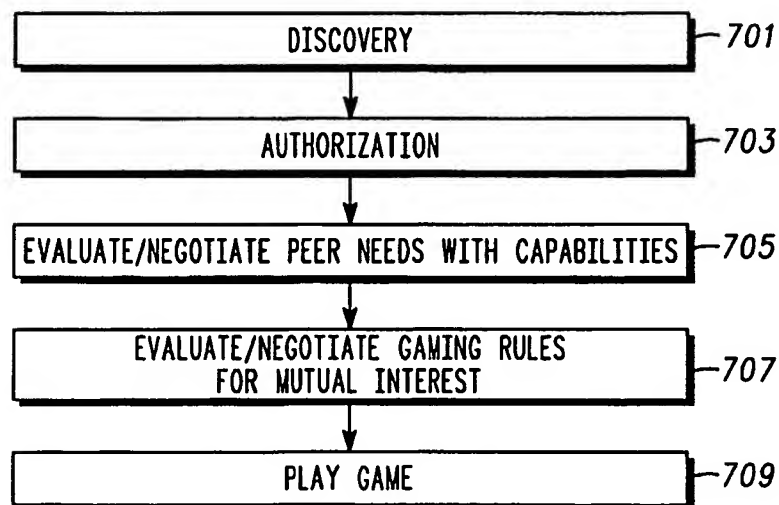 DISCOVERY 701
AUTHORIZATION 703
EVALUATE/NEGOTIATE PEER NEEDS WITH CAPABILITIES 705
EVALUATE/NEGOTIATE GAMING RULES
FOR MUTUAL INTEREST 707
PLAY GAME 709